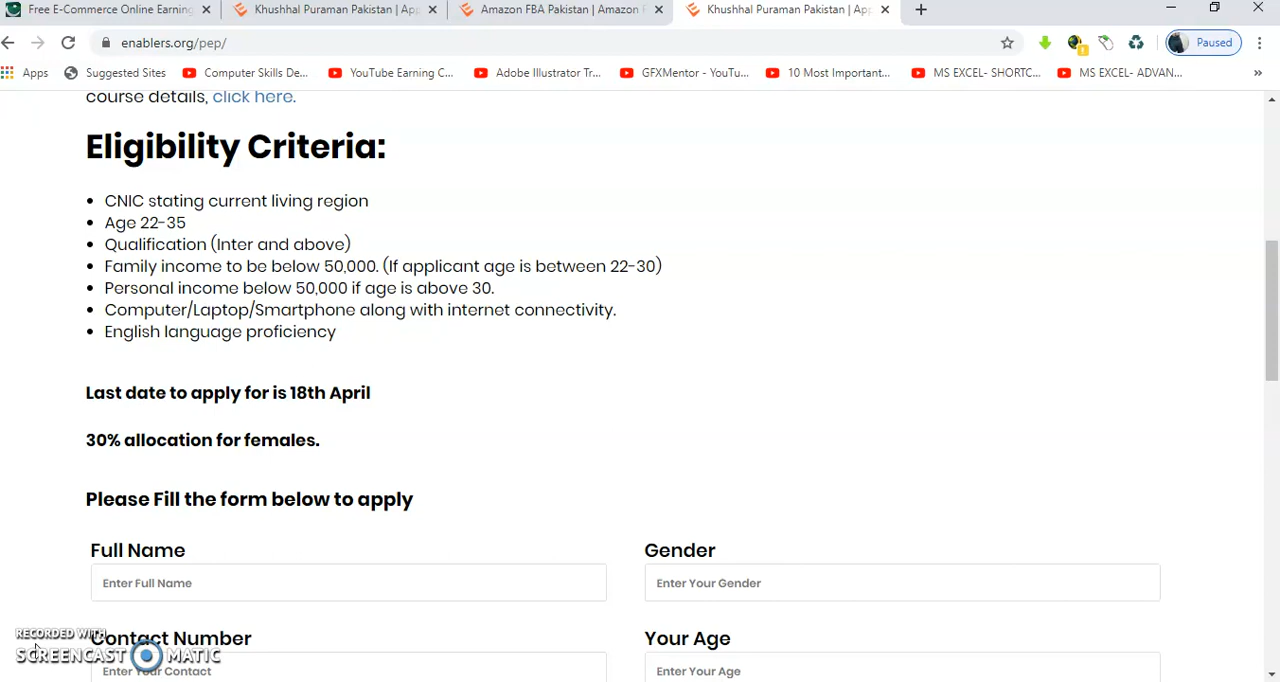 Free E-Commerce Online Earning
Khushhal Puraman Pakistan | App
Amazon FBA Pakistan | Amazon F
Khushhal Puraman Pakistan | App
enablers.org/pep/
Paused
Apps
Suggested Sites
Computer Skills De...
YouTube Earning C...
Adobe Illustrator Tr...
GFXMentor - YouTu...
10 Most Important...
MS EXCEL- SHORTC...
MS EXCEL- ADVAN...
course details, click here.
Eligibility Criteria:
• CNIC stating current living region
• Age 22-35
• Qualification (Inter and above)
• Family income to be below 50,000. (If applicant age is between 22-30)
• Personal income below 50,000 if age is above 30.
• Computer/Laptop/Smartphone along with internet connectivity.
• English language proficiency
Last date to apply for is 18th April
30% allocation for females.
Please Fill the form below to apply
Full Name
Gender
Enter Full Name
Enter Your Gender
Contact Number
Your Age
Enter Your Contact
Enter Your Age
RECORDED WITH
SCREENCAST MATIC